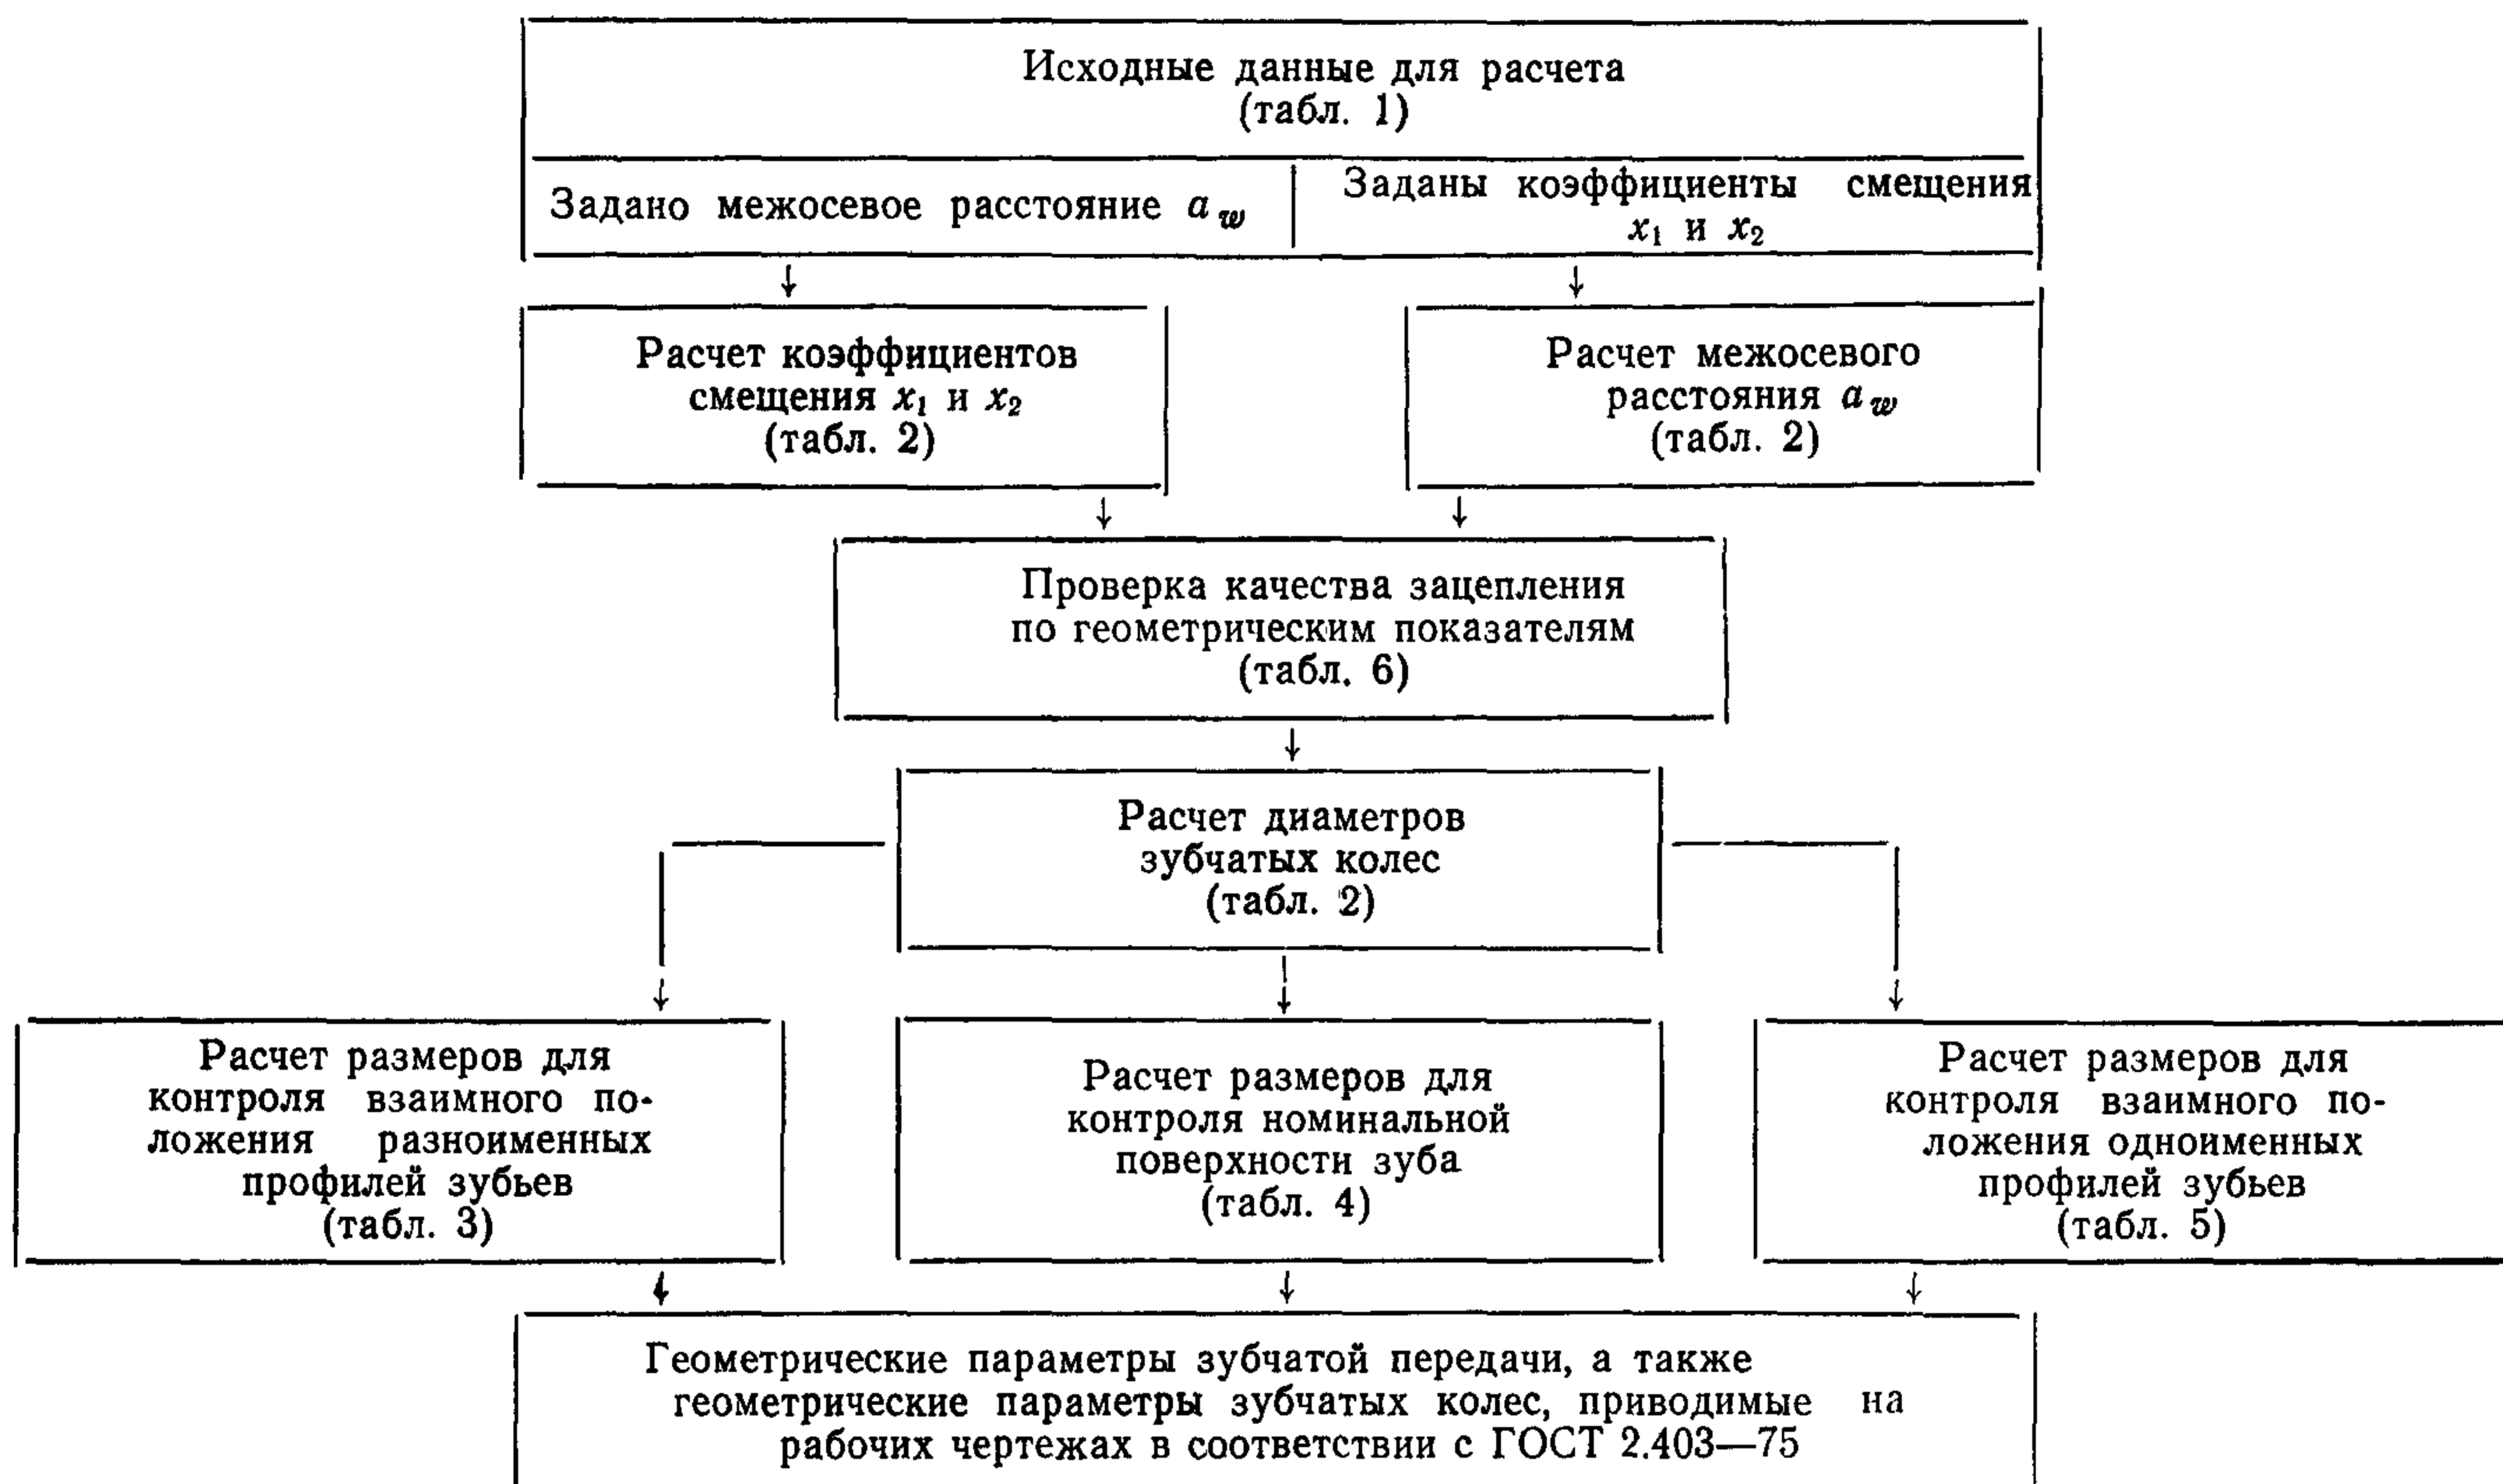 Исходные данные для расчета
(табл. 1)
Задано межосевое расстояние a_w
Заданы коэффициенты смещения
x₁ и x₂
Расчет коэффициентов
смещения x₁ и x₂
(табл. 2)
Расчет межосевого
расстояния a_w
(табл. 2)
Проверка качества зацепления
по геометрическим показателям
(табл. 6)
Расчет диаметров
зубчатых колес
(табл. 2)
Расчет размеров для
контроля взаимного по-
ложения разноименных
профилей зубьев
(табл. 3)
Расчет размеров для
контроля номинальной
поверхности зуба
(табл. 4)
Расчет размеров для
контроля взаимного по-
ложения одноименных
профилей зубьев
(табл. 5)
Геометрические параметры зубчатой передачи, а также
геометрические параметры зубчатых колес, приводимые на
рабочих чертежах в соответствии с ГОСТ 2.403—75